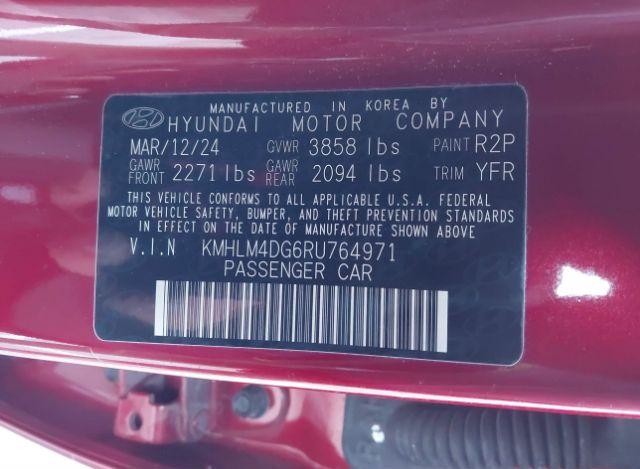 MANUFACTURED IN KOREA BY
HYUNDAI MOTOR COMPANY
MAR/12/24 GVWR 3858 lbs PAINT R2P
GAWR FRONT 2271 lbs GAWR REAR 2094 lbs TRIM YFR
THIS VEHICLE CONFORMS TO ALL APPLICABLE U.S.A. FEDERAL
MOTOR VEHICLE SAFETY, BUMPER, AND THEFT PREVENTION STANDARDS
IN EFFECT ON THE DATE OF MANUFACTURE SHOWN ABOVE.
V.I.N KMHLM4DG6RU764971
PASSENGER CAR